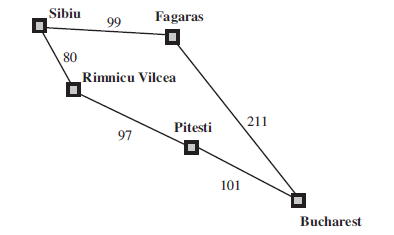 Sibiu
99
Fagaras
80
Rimnicu Vilcea
97
Pitesti
211
101
Bucharest